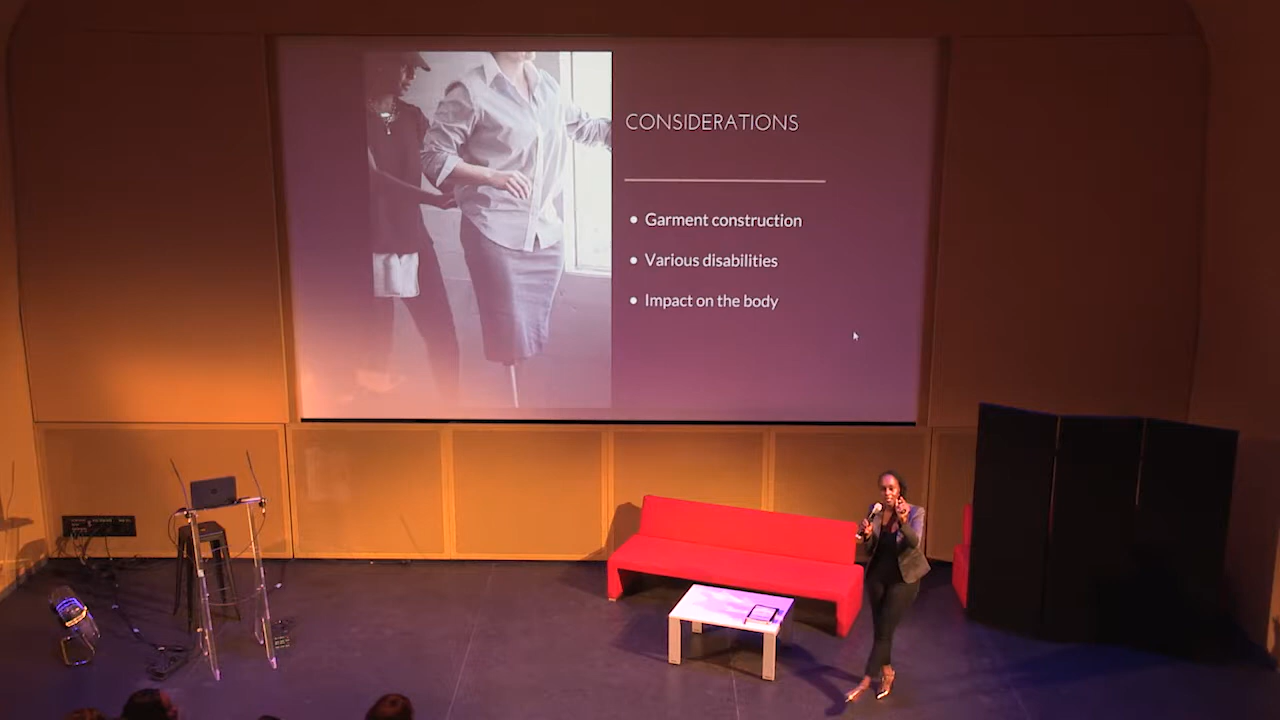 CONSIDERATIONS
• Garment construction
• Various disabilities
• Impact on the body